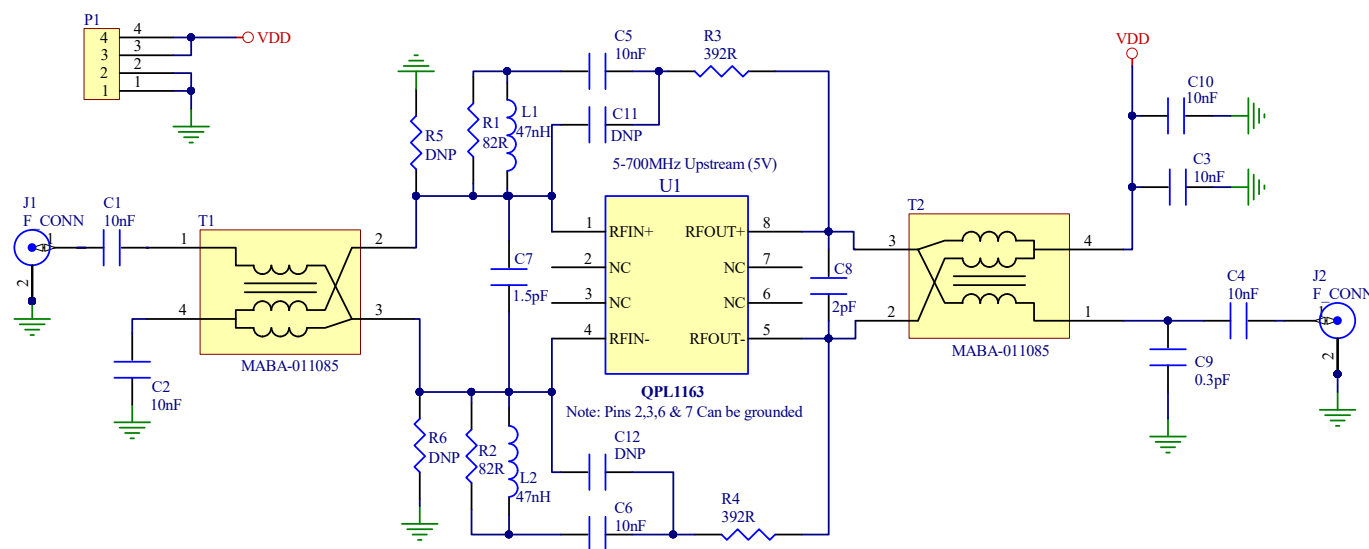 P1
4
4
3
3
2
2
1
1
VDD
C5
10nF
R3
392R
VDD
C10
10nF
R1
82R
L1
47nH
C11
DNP
R5
DNP
5-700MHz Upstream (5V)
C3
10nF
U1
J1
F_CONN
1
2
C1
10nF
T1
1
2
4
3
MABA-011085
C2
10nF
C7
1.5pF
1
RFIN+
RFOUT+
8
2
NC
NC
7
3
NC
NC
6
4
RFIN-
RFOUT-
5
QPL1163
Note: Pins 2,3,6 & 7 Can be grounded
C8
2pF
T2
3
4
2
1
MABA-011085
C4
10nF
J2
F_CONN
1
2
C9
0.3pF
R6
DNP
R2
82R
L2
47nH
C12
DNP
C6
10nF
R4
392R